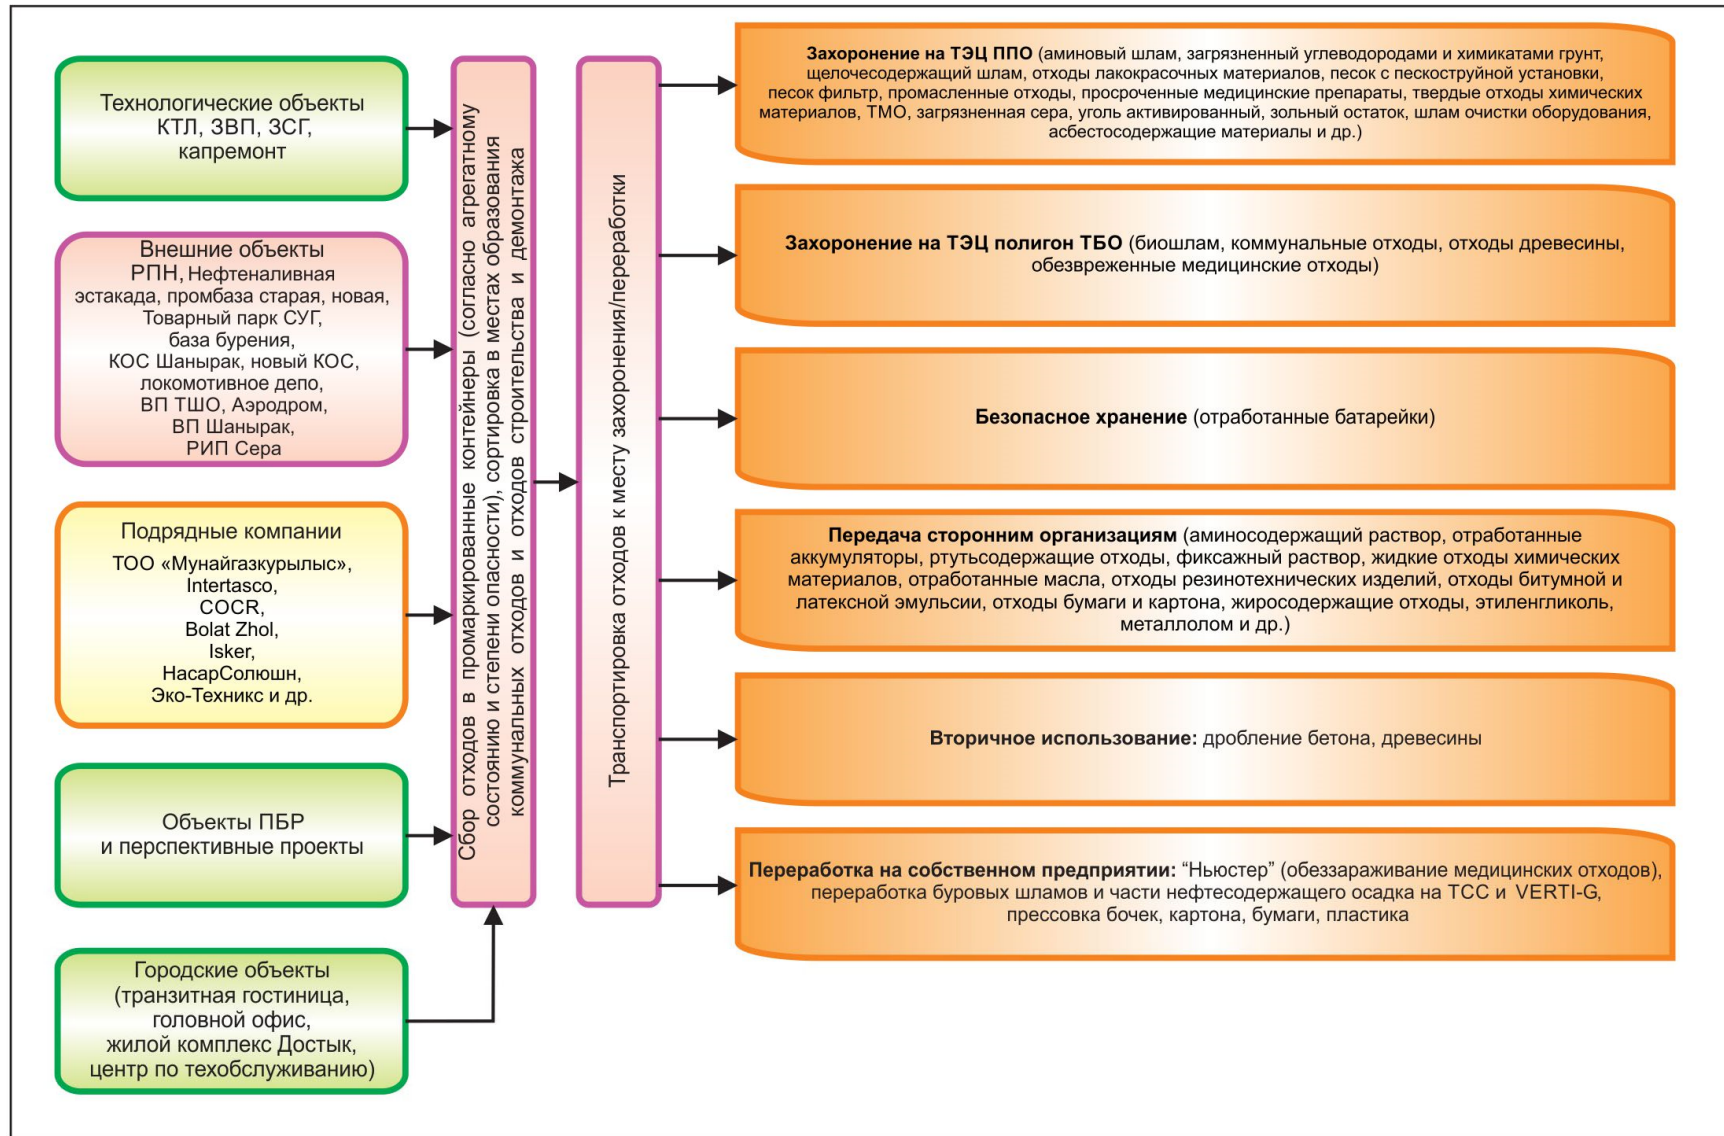 Технологические объекты
КТЛ, ЗВП, ЗСГ,
капремонт
Внешние объекты
РПН, Нефтеналивная
эстакада, промбаза старая, новая,
Товарный парк СУГ,
база бурения,
КОС Шанырак, новый КОС,
локомотивное депо,
ВП ТШО, Аэродром,
ВП Шанырак,
РИП Сера
Подрядные компании
ТОО «Мунайгазкурылыс»,
Intertasco,
COCR,
Bolat Zhol,
Isker,
НасарСолюшн,
Эко-Техникс и др.
Объекты ПБР
и перспективные проекты
Городские объекты
(транзитная гостиница,
головной офис,
жилой комплекс Достык,
центр по техобслуживанию)
Сбор отходов в промаркированные контейнеры (согласно агрегатному
состоянию и степени опасности), сортировка в местах образования
коммунальных отходов и отходов строительства и демонтажа
Транспортировка отходов к месту захоронения/переработки
Захоронение на ТЭЦ ППО (аминовый шлам, загрязненный углеводородами и химикатами грунт,
щелочесодержащий шлам, отходы лакокрасочных материалов, песок с пескоструйной установки,
песок фильтр, промасленные отходы, просроченные медицинские препараты, твердые отходы химических
материалов, ТМО, загрязненная сера, уголь активированный, зольный остаток, шлам очистки оборудования,
асбестосодержащие материалы и др.)
Захоронение на ТЭЦ полигон ТБО (биошлам, коммунальные отходы, отходы древесины,
обезвреженные медицинские отходы)
Безопасное хранение (отработанные батарейки)
Передача сторонним организациям (аминосодержащий раствор, отработанные
аккумуляторы, ртутьсодержащие отходы, фиксажный раствор, жидкие отходы химических
материалов, отработанные масла, отходы резинотехнических изделий, отходы битумной и
латексной эмульсии, отходы бумаги и картона, жиросодержащие отходы, этиленгликоль,
металлолом и др.)
Вторичное использование: дробление бетона, древесины
Переработка на собственном предприятии: “Ньюстер” (обеззараживание медицинских отходов),
переработка буровых шламов и части нефтесодержащего осадка на ТСС и VERTI-G,
прессовка бочек, картона, бумаги, пластика